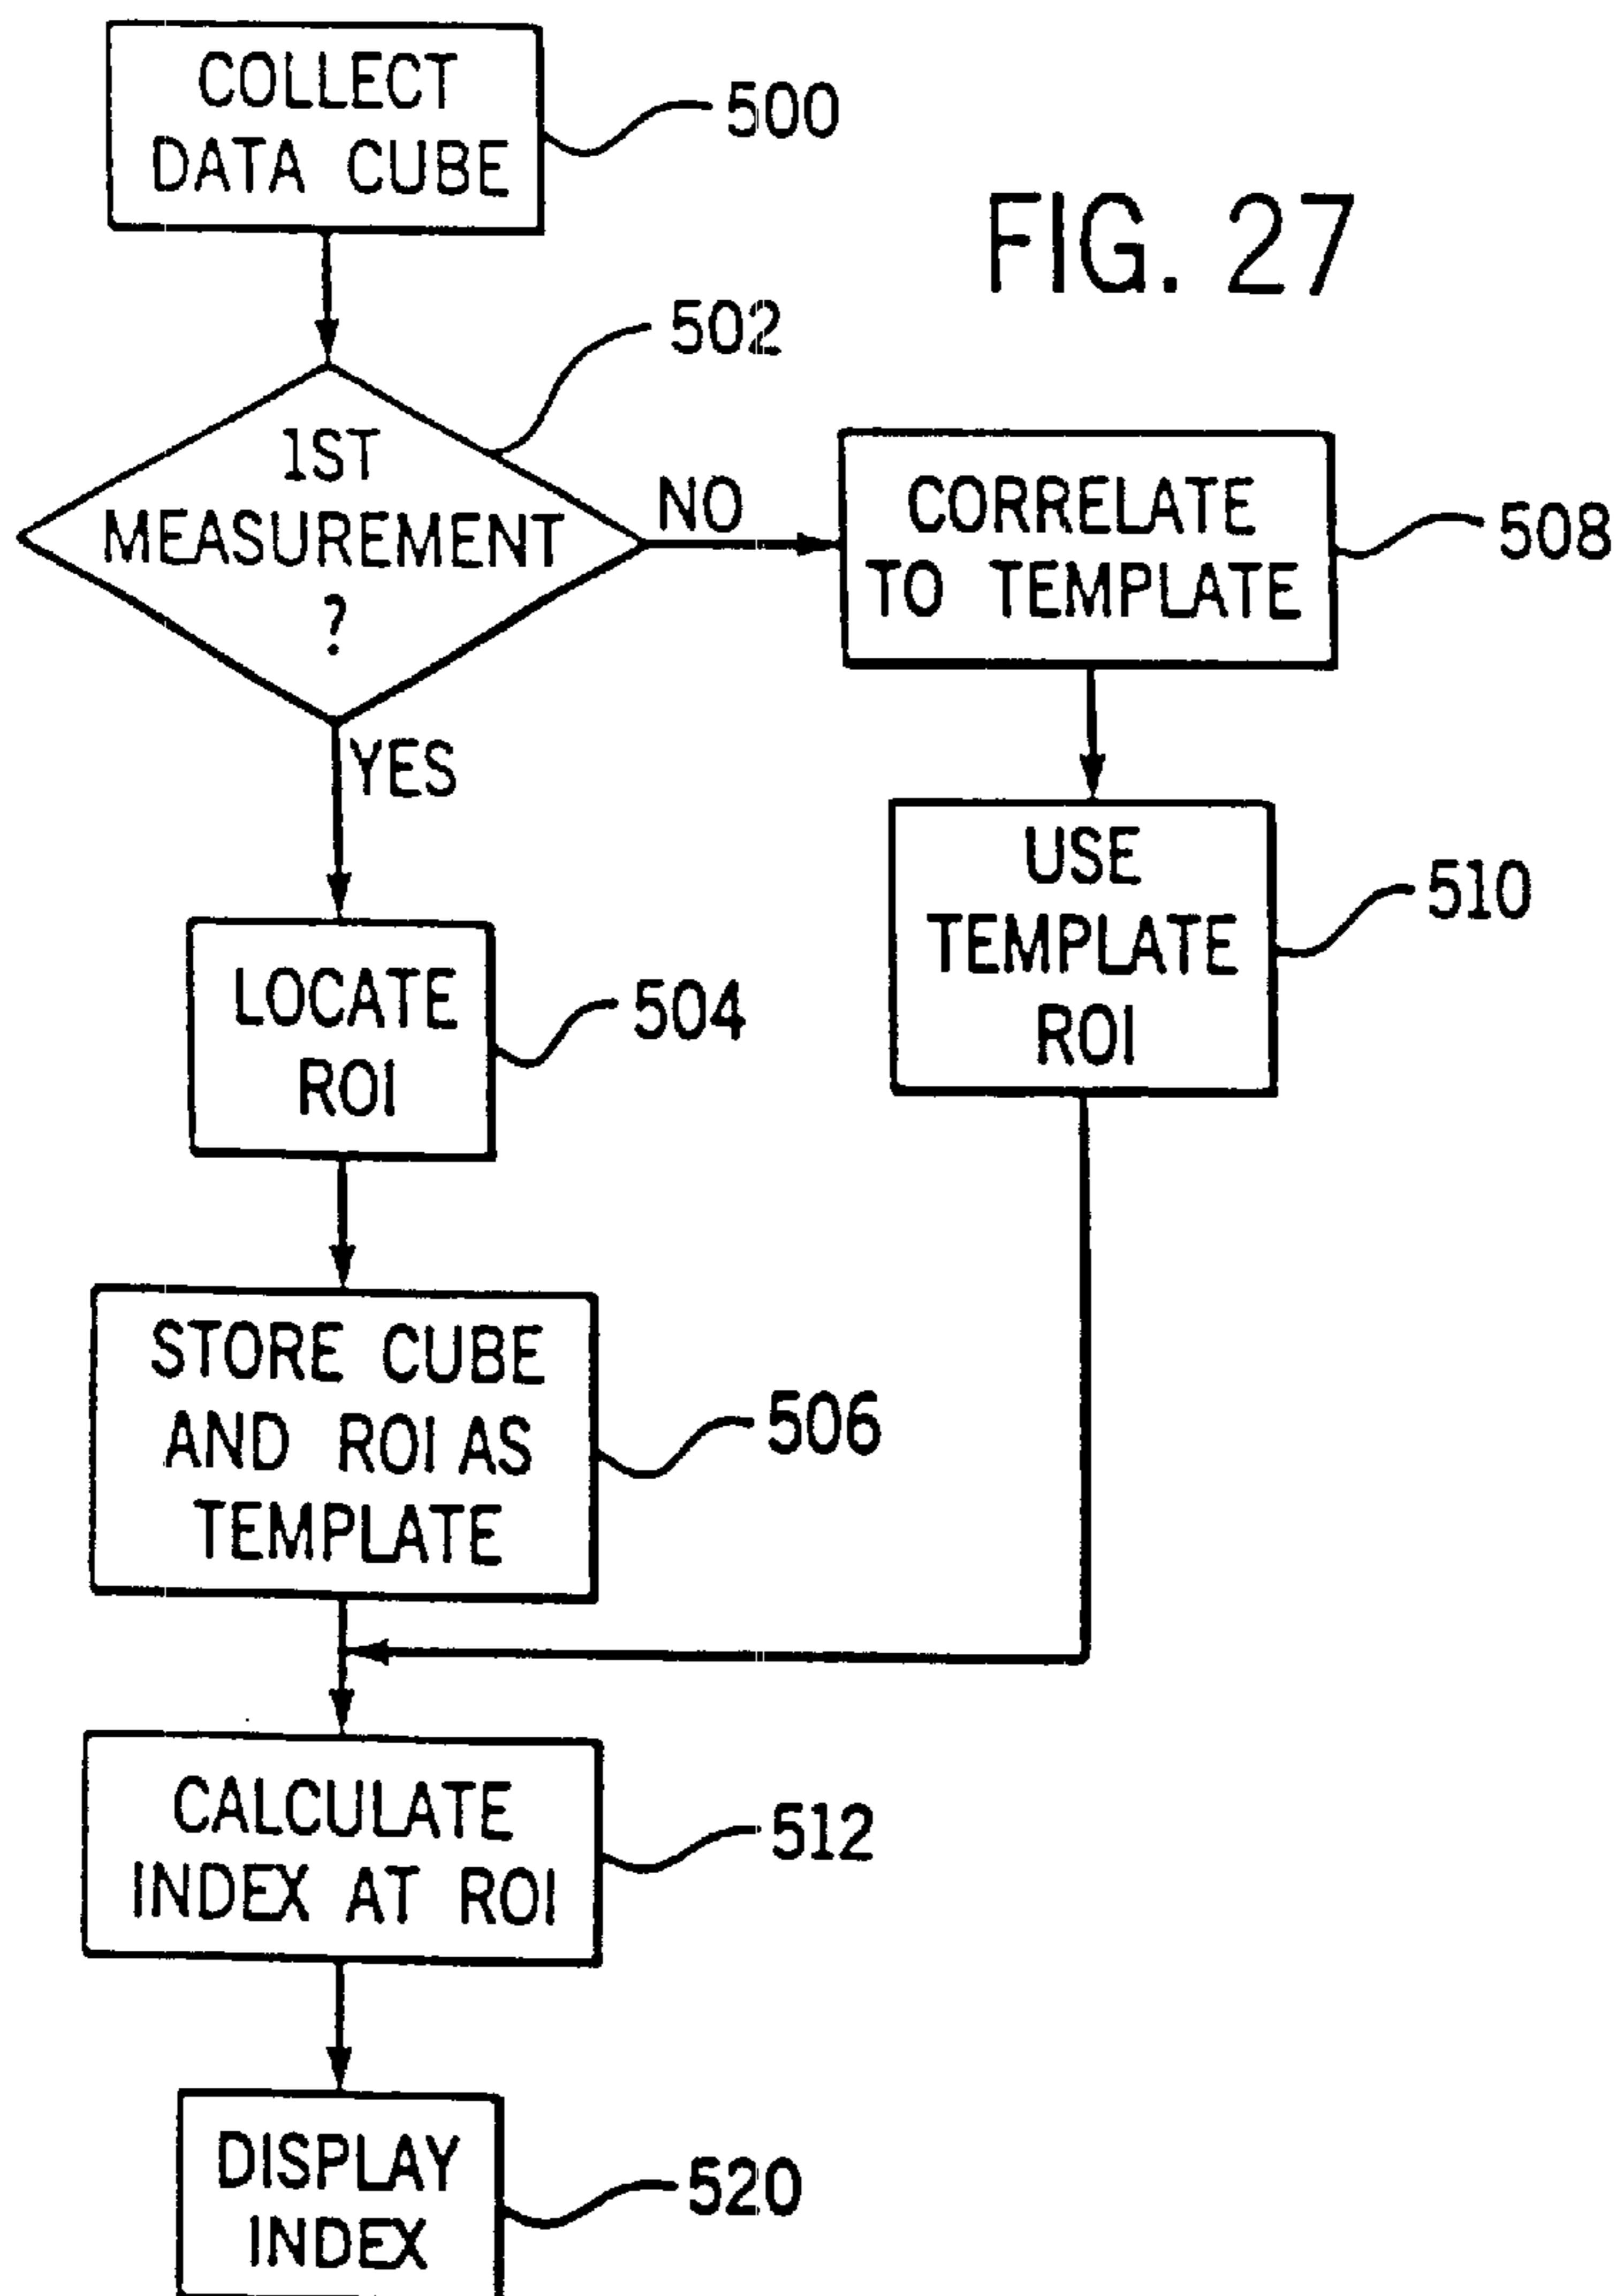 COLLECT
DATA CUBE
500
FIG. 27
502
1ST
MEASUREMENT
?
NO
CORRELATE
TO TEMPLATE
508
YES
USE
TEMPLATE
ROI
510
LOCATE
ROI
504
STORE CUBE
AND ROI AS
TEMPLATE
506
CALCULATE
INDEX AT ROI
512
DISPLAY
INDEX
520